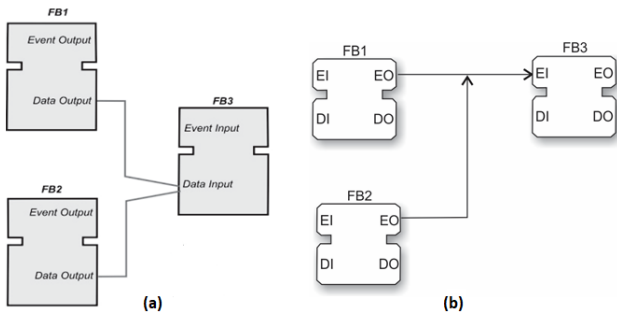 FB1
Event Output
Data Output
FB3
Event Input
Data Input
FB2
Event Output
Data Output
(a)
FB1
EI EO
DI DO
FB3
EI EO
DI DO
FB2
EI EO
DI DO
(b)